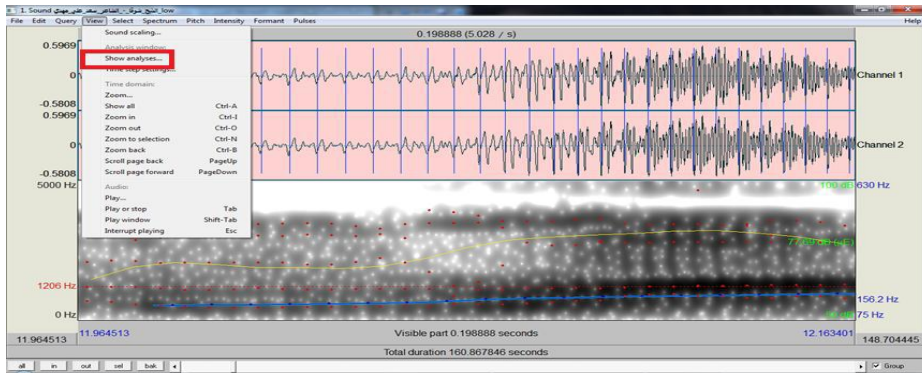 1. Sound الشيخ_شوقا_-_الشاعر_سعد_علي_مهدي_low
File Edit Query View Select Spectrum Pitch Intensity Formant Pulses Help
Sound scaling...
Analysis window:
Show analyses...
Time step settings...
Time domain:
Zoom...
Show all Ctrl-A
Zoom in Ctrl-I
Zoom out Ctrl-O
Zoom to selection Ctrl-N
Zoom back Ctrl-B
Scroll page back PageUp
Scroll page forward PageDown
Audio:
Play...
Play or stop Tab
Play window Shift-Tab
Interrupt playing Esc
0.198888 (5.028 / s)
0.5969
0
-0.5808
Channel 1
0.5969
0
-0.5808
Channel 2
5000 Hz
100 dB 630 Hz
1206 Hz
156.2 Hz
0 Hz
75 Hz
11.964513
11.964513 Visible part 0.198888 seconds 12.163401
148.704445
Total duration 160.867846 seconds
all in out sel bak
Group